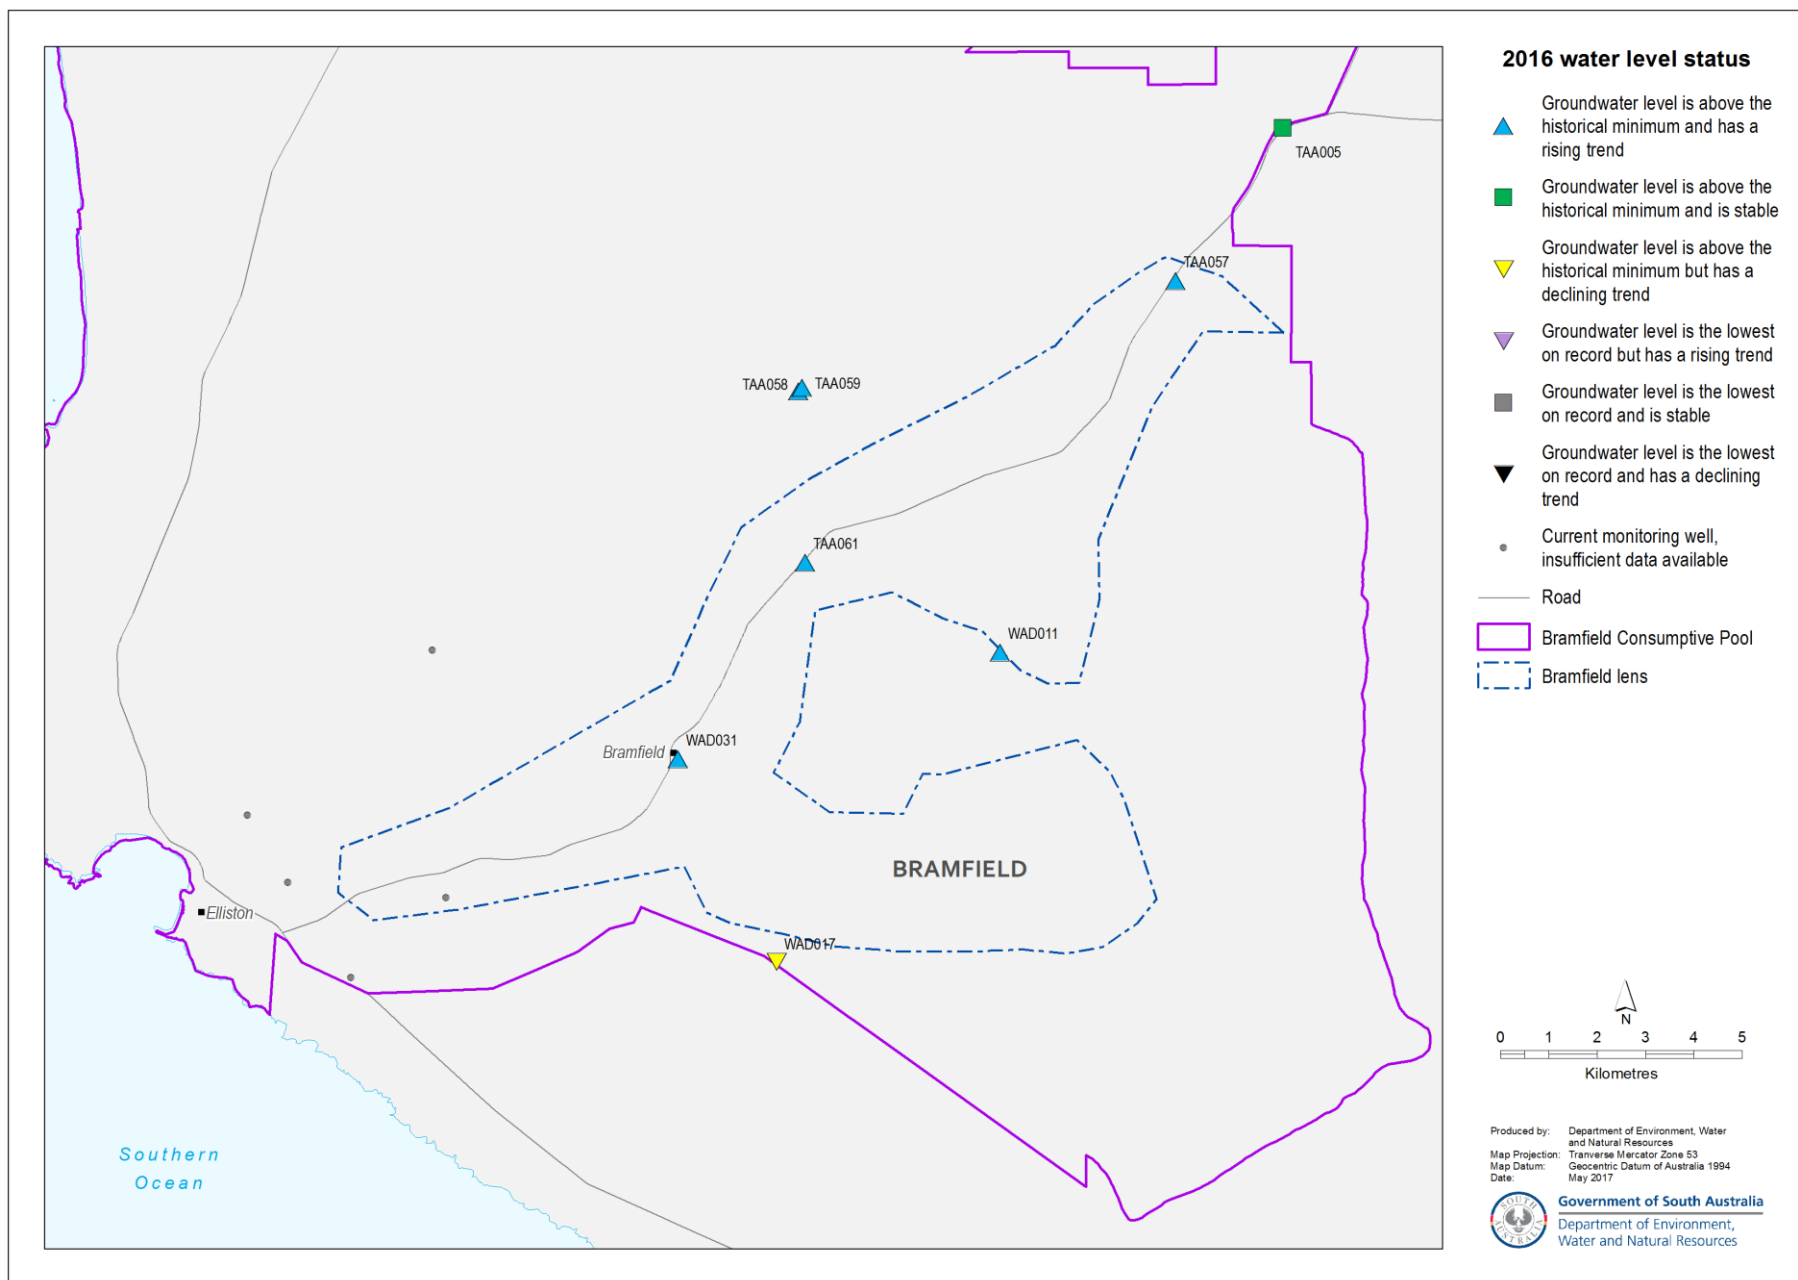 2016 water level status
Groundwater level is above the
historical minimum and has a
rising trend
Groundwater level is above the
historical minimum and is stable
Groundwater level is above the
historical minimum but has a
declining trend
Groundwater level is the lowest
on record but has a rising trend
Groundwater level is the lowest
on record and is stable
Groundwater level is the lowest
on record and has a declining
trend
Current monitoring well,
insufficient data available
Road
Bramfield Consumptive Pool
Bramfield lens
TAA005
TAA057
TAA058
TAA059
TAA061
WAD011
WAD031
Bramfield
BRAMFIELD
Elliston
WAD017
Southern
Ocean
N
0 1 2 3 4 5
Kilometres
Produced by: Department of Environment, Water
and Natural Resources
Map Projection: Tranverse Mercator Zone 53
Map Datum: Geocentric Datum of Australia 1994
Date: May 2017
SOUTH
AUSTRALIA
Government of South Australia
Department of Environment,
Water and Natural Resources